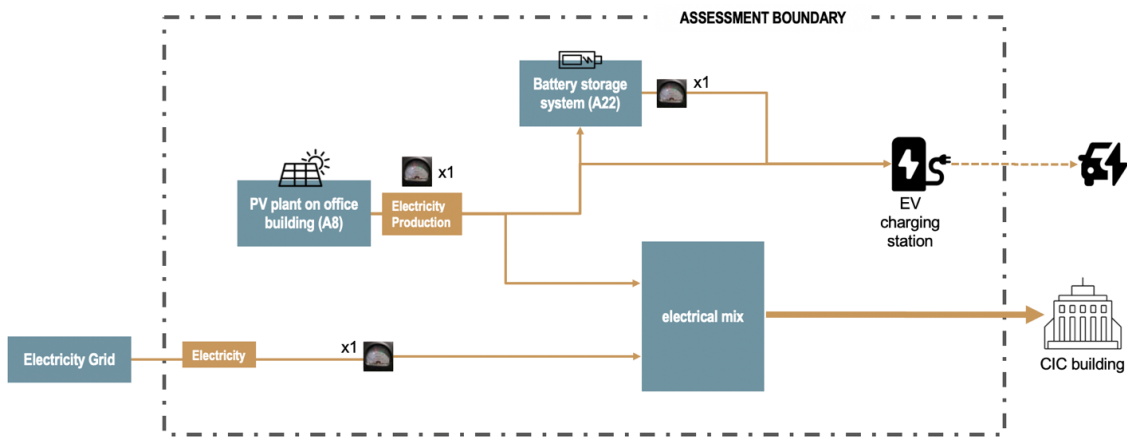 ASSESSMENT BOUNDARY
Battery storage
system (A22)
x1
x1
PV plant on office
building (A8)
Electricity
Production
EV
charging
station
electrical mix
Electricity Grid
Electricity
x1
CIC building